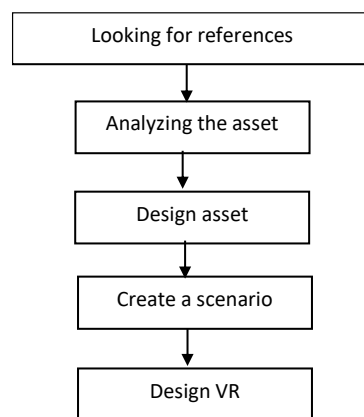 Looking for references
Analyzing the asset
Design asset
Create a scenario
Design VR